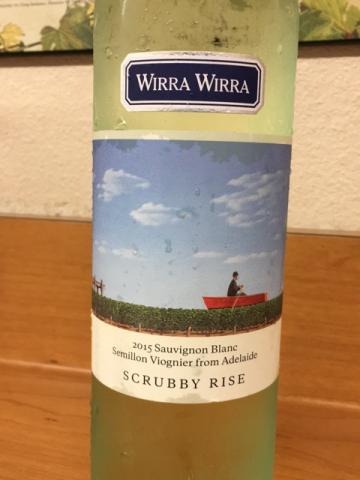 WIRRA WIRRA
2015 Sauvignon Blanc
Semillon Viognier from Adelaide
SCRUBBY RISE